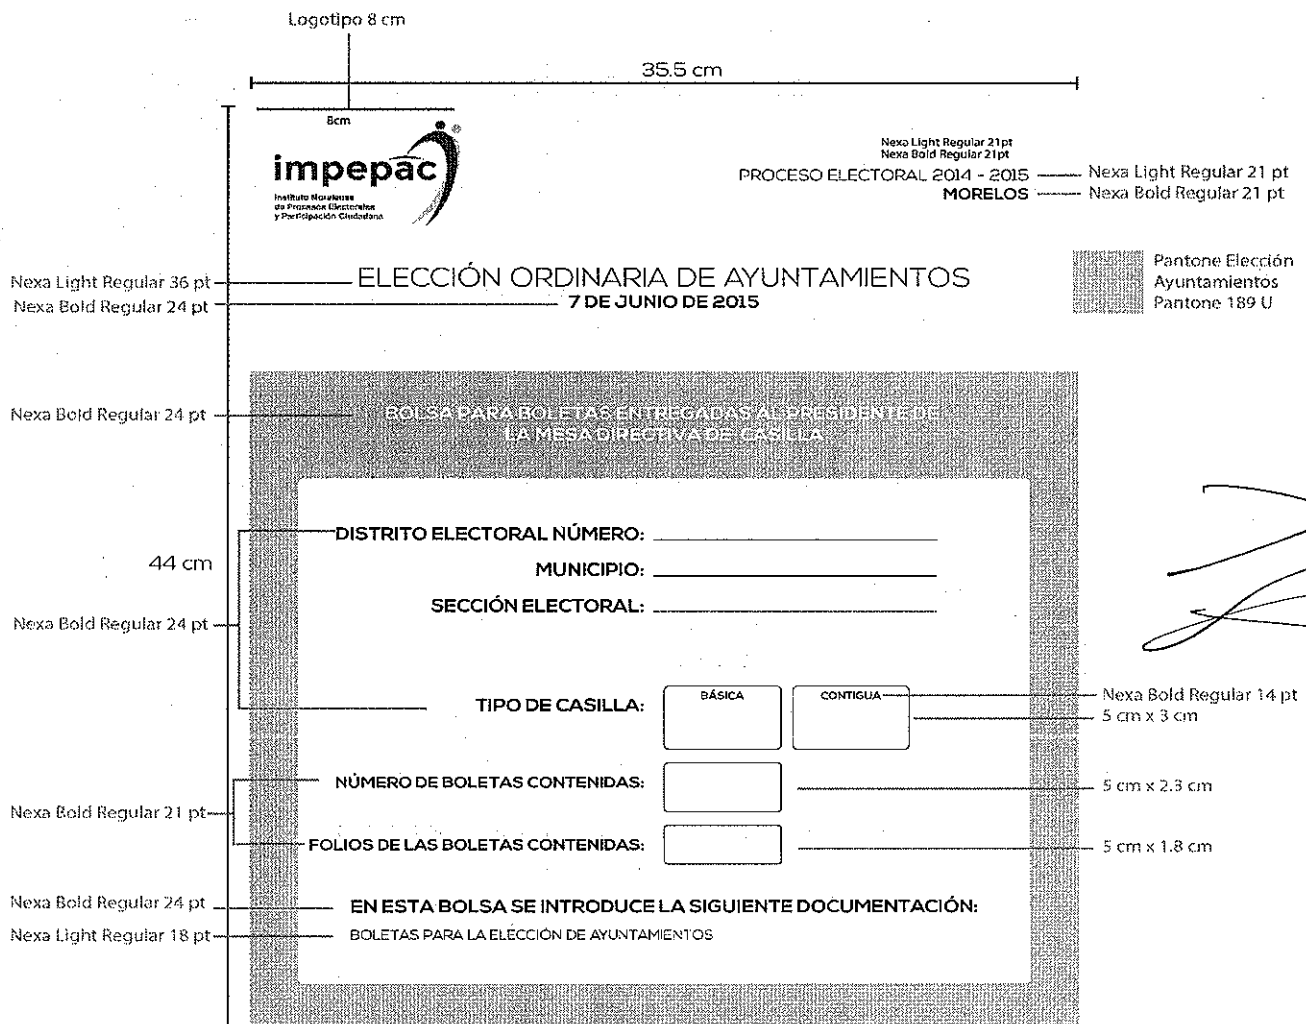 Logotipo 8 cm
35.5 cm
8cm
impepac
Instituto Morelense
de Procesos Electorales
y Participación Ciudadana
Nexa Light Regular 21pt
Nexa Bold Regular 21pt
PROCESO ELECTORAL 2014 - 2015
Nexa Light Regular 21 pt
MORELOS
Nexa Bold Regular 21 pt
Nexa Light Regular 36 pt
ELECCIÓN ORDINARIA DE AYUNTAMIENTOS
Nexa Bold Regular 24 pt
7 DE JUNIO DE 2015
Pantone Elección
Ayuntamientos
Pantone 189 U
Nexa Bold Regular 24 pt
BOLSA PARA BOLETAS ENTREGADAS AL PRESIDENTE DE
LA MESA DIRECTIVA DE CASILLA
DISTRITO ELECTORAL NÚMERO:
44 cm
MUNICIPIO:
SECCIÓN ELECTORAL:
Nexa Bold Regular 24 pt
TIPO DE CASILLA:
BÁSICA
CONTIGUA
Nexa Bold Regular 14 pt
5 cm x 3 cm
NÚMERO DE BOLETAS CONTENIDAS:
5 cm x 2.3 cm
Nexa Bold Regular 21 pt
FOLIOS DE LAS BOLETAS CONTENIDAS:
5 cm x 1.8 cm
Nexa Bold Regular 24 pt
EN ESTA BOLSA SE INTRODUCE LA SIGUIENTE DOCUMENTACIÓN:
Nexa Light Regular 18 pt
BOLETAS PARA LA ELECCIÓN DE AYUNTAMIENTOS